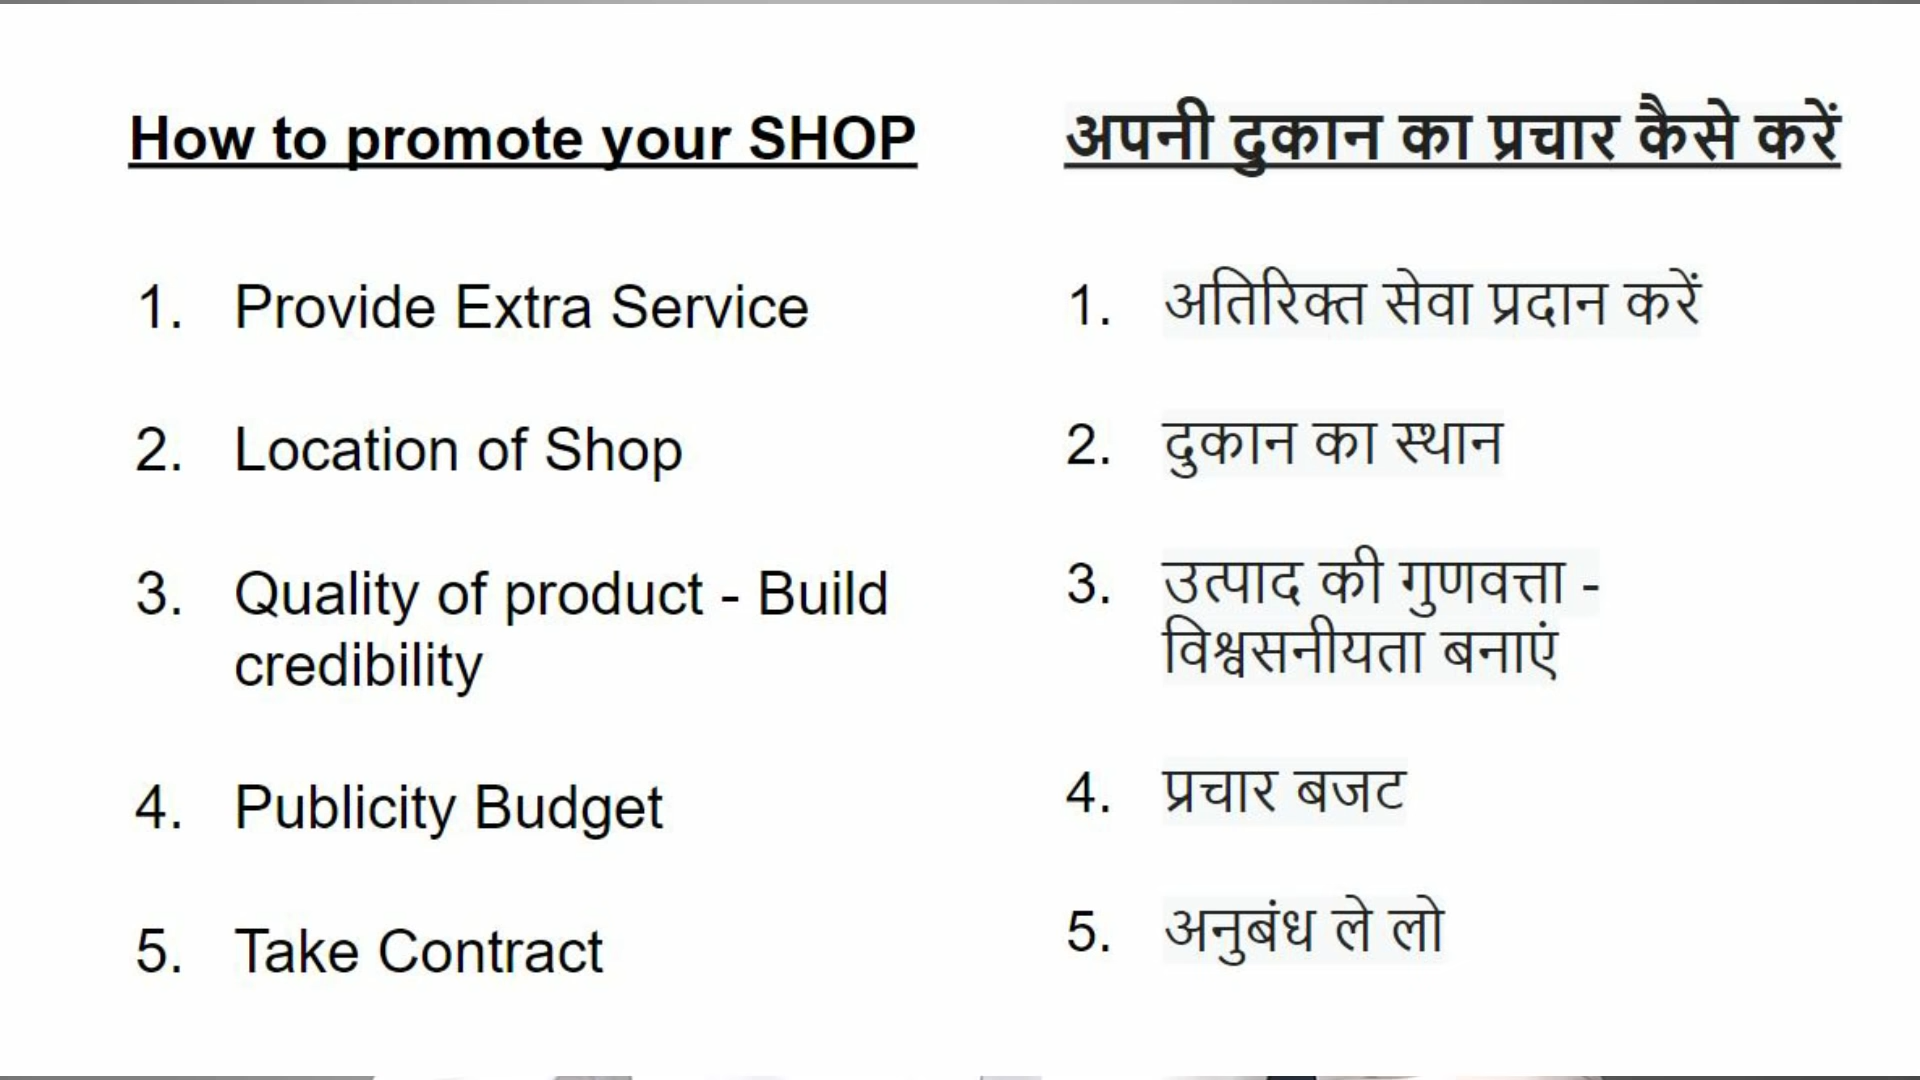 How to promote your SHOP
1. Provide Extra Service
2. Location of Shop
3. Quality of product - Build
credibility
4. Publicity Budget
5. Take Contract
अपनी दुकान का प्रचार कैसे करें
1. अतिरिक्त सेवा प्रदान करें
2. दुकान का स्थान
3. उत्पाद की गुणवत्ता -
विश्वसनीयता बनाएं
4. प्रचार बजट
5. अनुबंध ले लो